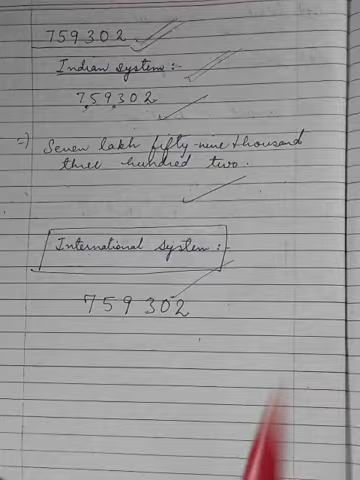 759302
Indian system :-
7,59,302
=) Seven lakh fifty-nine thousand
three hundred two.
International system :-
759 302